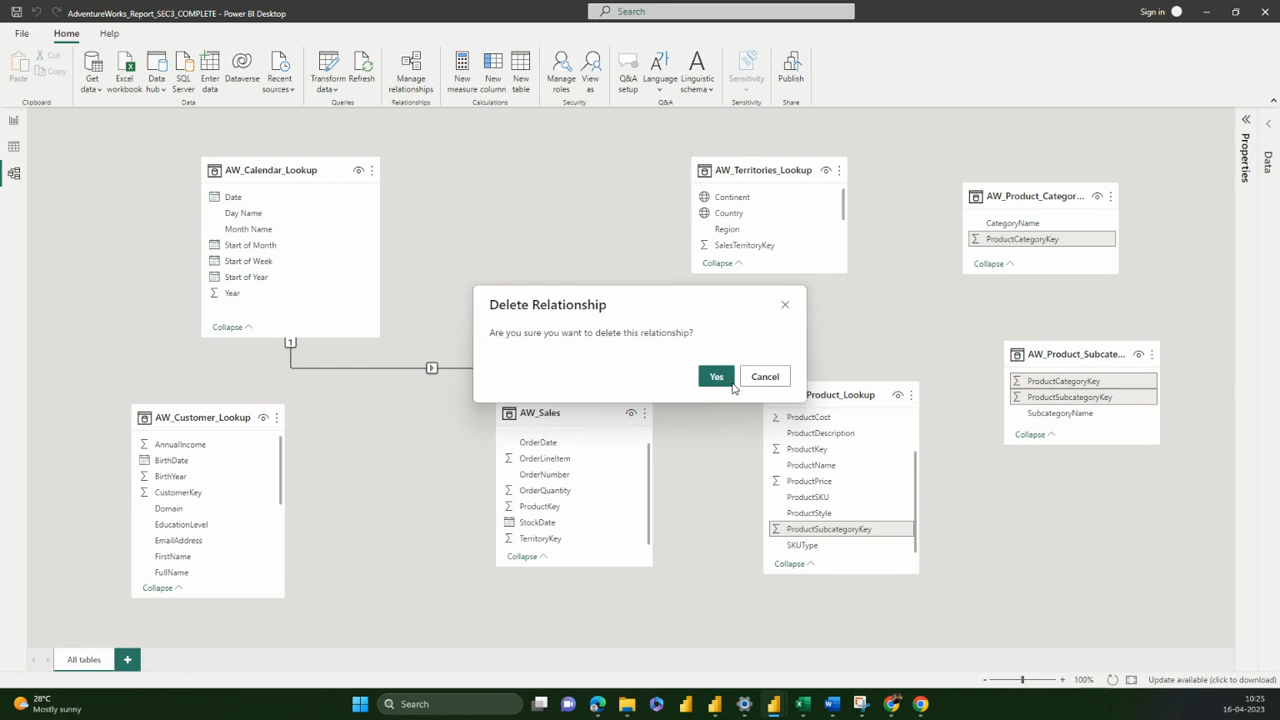 AdventureWorks_Report_SEC3_COMPLETE - Power BI Desktop
Search
Sign in
File
Home
Help
Paste
Cut
Copy
Get data
Excel workbook
Data hub
SQL Server
Enter data
Dataverse
Recent sources
Transform data
Refresh
Manage relationships
New measure
New column
New table
Manage roles
View as
Q&A setup
Language
Linguistic schema
Sensitivity
Publish
Clipboard
Data
Queries
Relationships
Calculations
Security
Q&A
Sensitivity
Share
AW_Calendar_Lookup
Date
Day Name
Month Name
Start of Month
Start of Week
Start of Year
Year
Collapse
1
AW_Territories_Lookup
Continent
Country
Region
SalesTerritoryKey
Collapse
AW_Product_Categor...
CategoryName
ProductCategoryKey
Collapse
Properties
Data
Delete Relationship
Are you sure you want to delete this relationship?
Yes
Cancel
AW_Product_Subcate...
ProductCategoryKey
ProductSubcategoryKey
SubcategoryName
Collapse
AW_Customer_Lookup
AnnualIncome
BirthDate
BirthYear
CustomerKey
Domain
EducationLevel
EmailAddress
FirstName
FullName
Collapse
AW_Sales
OrderDate
OrderLineItem
OrderNumber
OrderQuantity
ProductKey
StockDate
TerritoryKey
Collapse
Product_Lookup
ProductCost
ProductDescription
ProductKey
ProductName
ProductPrice
ProductSKU
ProductStyle
ProductSubcategoryKey
SKUType
Collapse
All tables
100%
Update available (click to download)
28°C
Mostly sunny
Search
10:25
16-04-2023